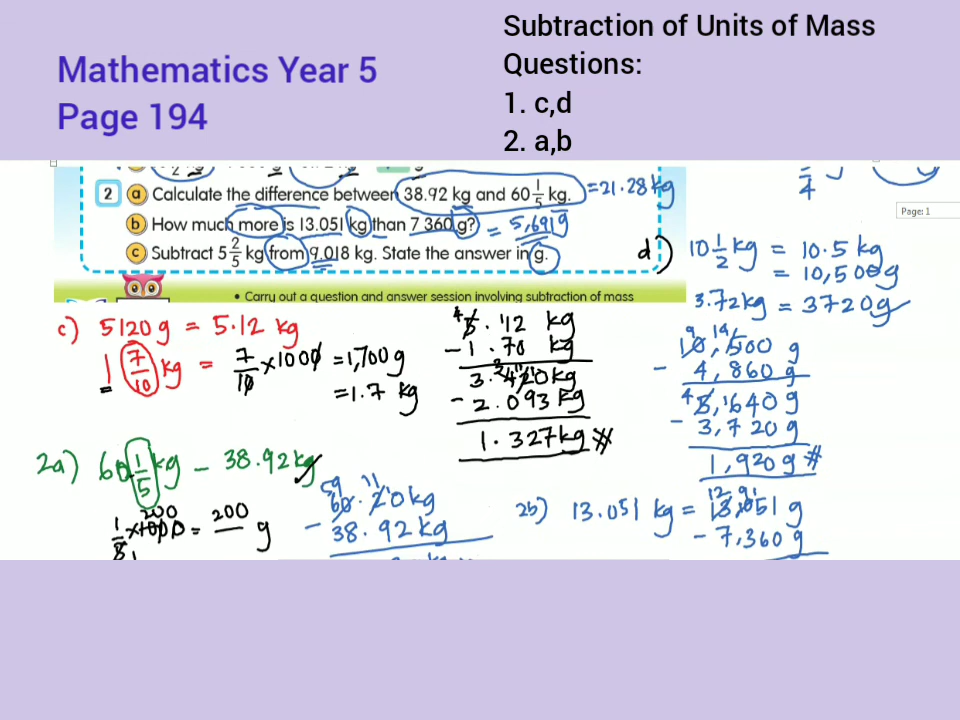 Mathematics Year 5
Page 194
Subtraction of Units of Mass
Questions:
1. c,d
2. a,b
2 a Calculate the difference between 38.92 kg and 60 1/5 kg. = 21.28 kg
b How much more is 13.051 kg than 7 360 g? = 5,691 g
c Subtract 5 2/5 kg from 9.018 kg. State the answer in g.
• Carry out a question and answer session involving subtraction of mass
Page: 1
c) 5120 g = 5.12 kg
1 7/10 kg = 7/10 × 1000 = 1,700 g
= 1.7 kg
5.12 kg
- 1.70 kg
3.420 kg
- 2.093 kg
1.327 kg
d) 10 1/2 kg = 10.5 kg
= 10,500 g
3.72 kg = 3720 g
10,500 g
- 4,860 g
5,640 g
- 3,720 g
1,920 g
2a) 60 1/5 kg - 38.92 kg
1/5 × 1000 = 200 g
60.20 kg
- 38.92 kg
2b) 13.051 kg = 13,051 g
- 7,360 g